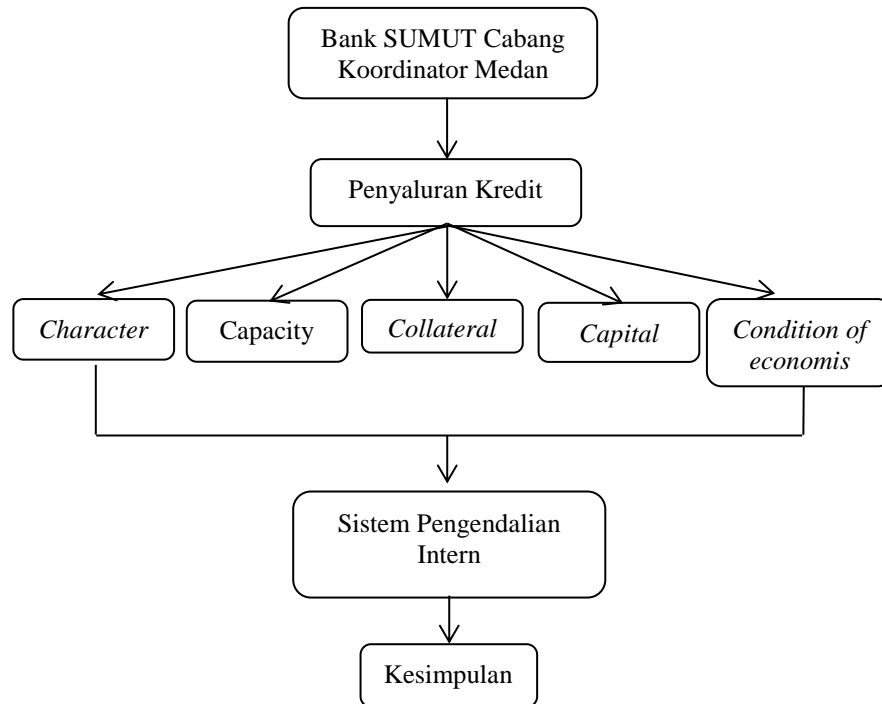 Bank SUMUT Cabang
Koordinator Medan
Penyaluran Kredit
Character
Capacity
Collateral
Capital
Condition of
economis
Sistem Pengendalian
Intern
Kesimpulan